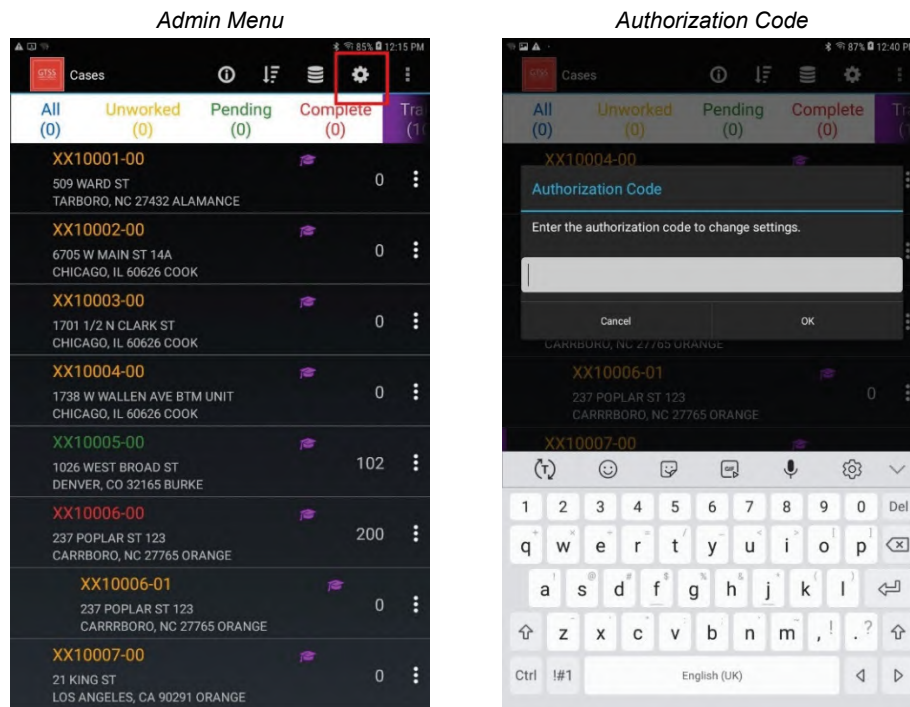 Admin Menu
85% 12:15 PM
GTSS Cases
All Unworked Pending Complete Tra
(0) (0) (0) (0) (1
XX10001-00
509 WARD ST 0
TARBORO, NC 27432 ALAMANCE
XX10002-00
6705 W MAIN ST 14A 0
CHICAGO, IL 60626 COOK
XX10003-00
1701 1/2 N CLARK ST 0
CHICAGO, IL 60626 COOK
XX10004-00
1738 W WALLEN AVE BTM UNIT 0
CHICAGO, IL 60626 COOK
XX10005-00
1026 WEST BROAD ST 102
DENVER, CO 32165 BURKE
XX10006-00
237 POPLAR ST 123 200
CARRBORO, NC 27765 ORANGE
XX10006-01
237 POPLAR ST 123 0
CARRRBORO, NC 27765 ORANGE
XX10007-00
21 KING ST 0
LOS ANGELES, CA 90291 ORANGE
Authorization Code
87% 12:40 PM
GTSS Cases
All Unworked Pending Complete Tra
(0) (0) (0) (0) (1
XX10004-00
Authorization Code
Enter the authorization code to change settings.
Cancel OK
CARRBORO, NC 27765 ORANGE
XX10006-01
237 POPLAR ST 123 0
CARRRBORO, NC 27765 ORANGE
XX10007-00
GIF
1 2 3 4 5 6 7 8 9 0 Del
q w e r t y u i o p
a s d f g h j k l
z x c v b n m , ! . ?
Ctrl !#1 English (UK)